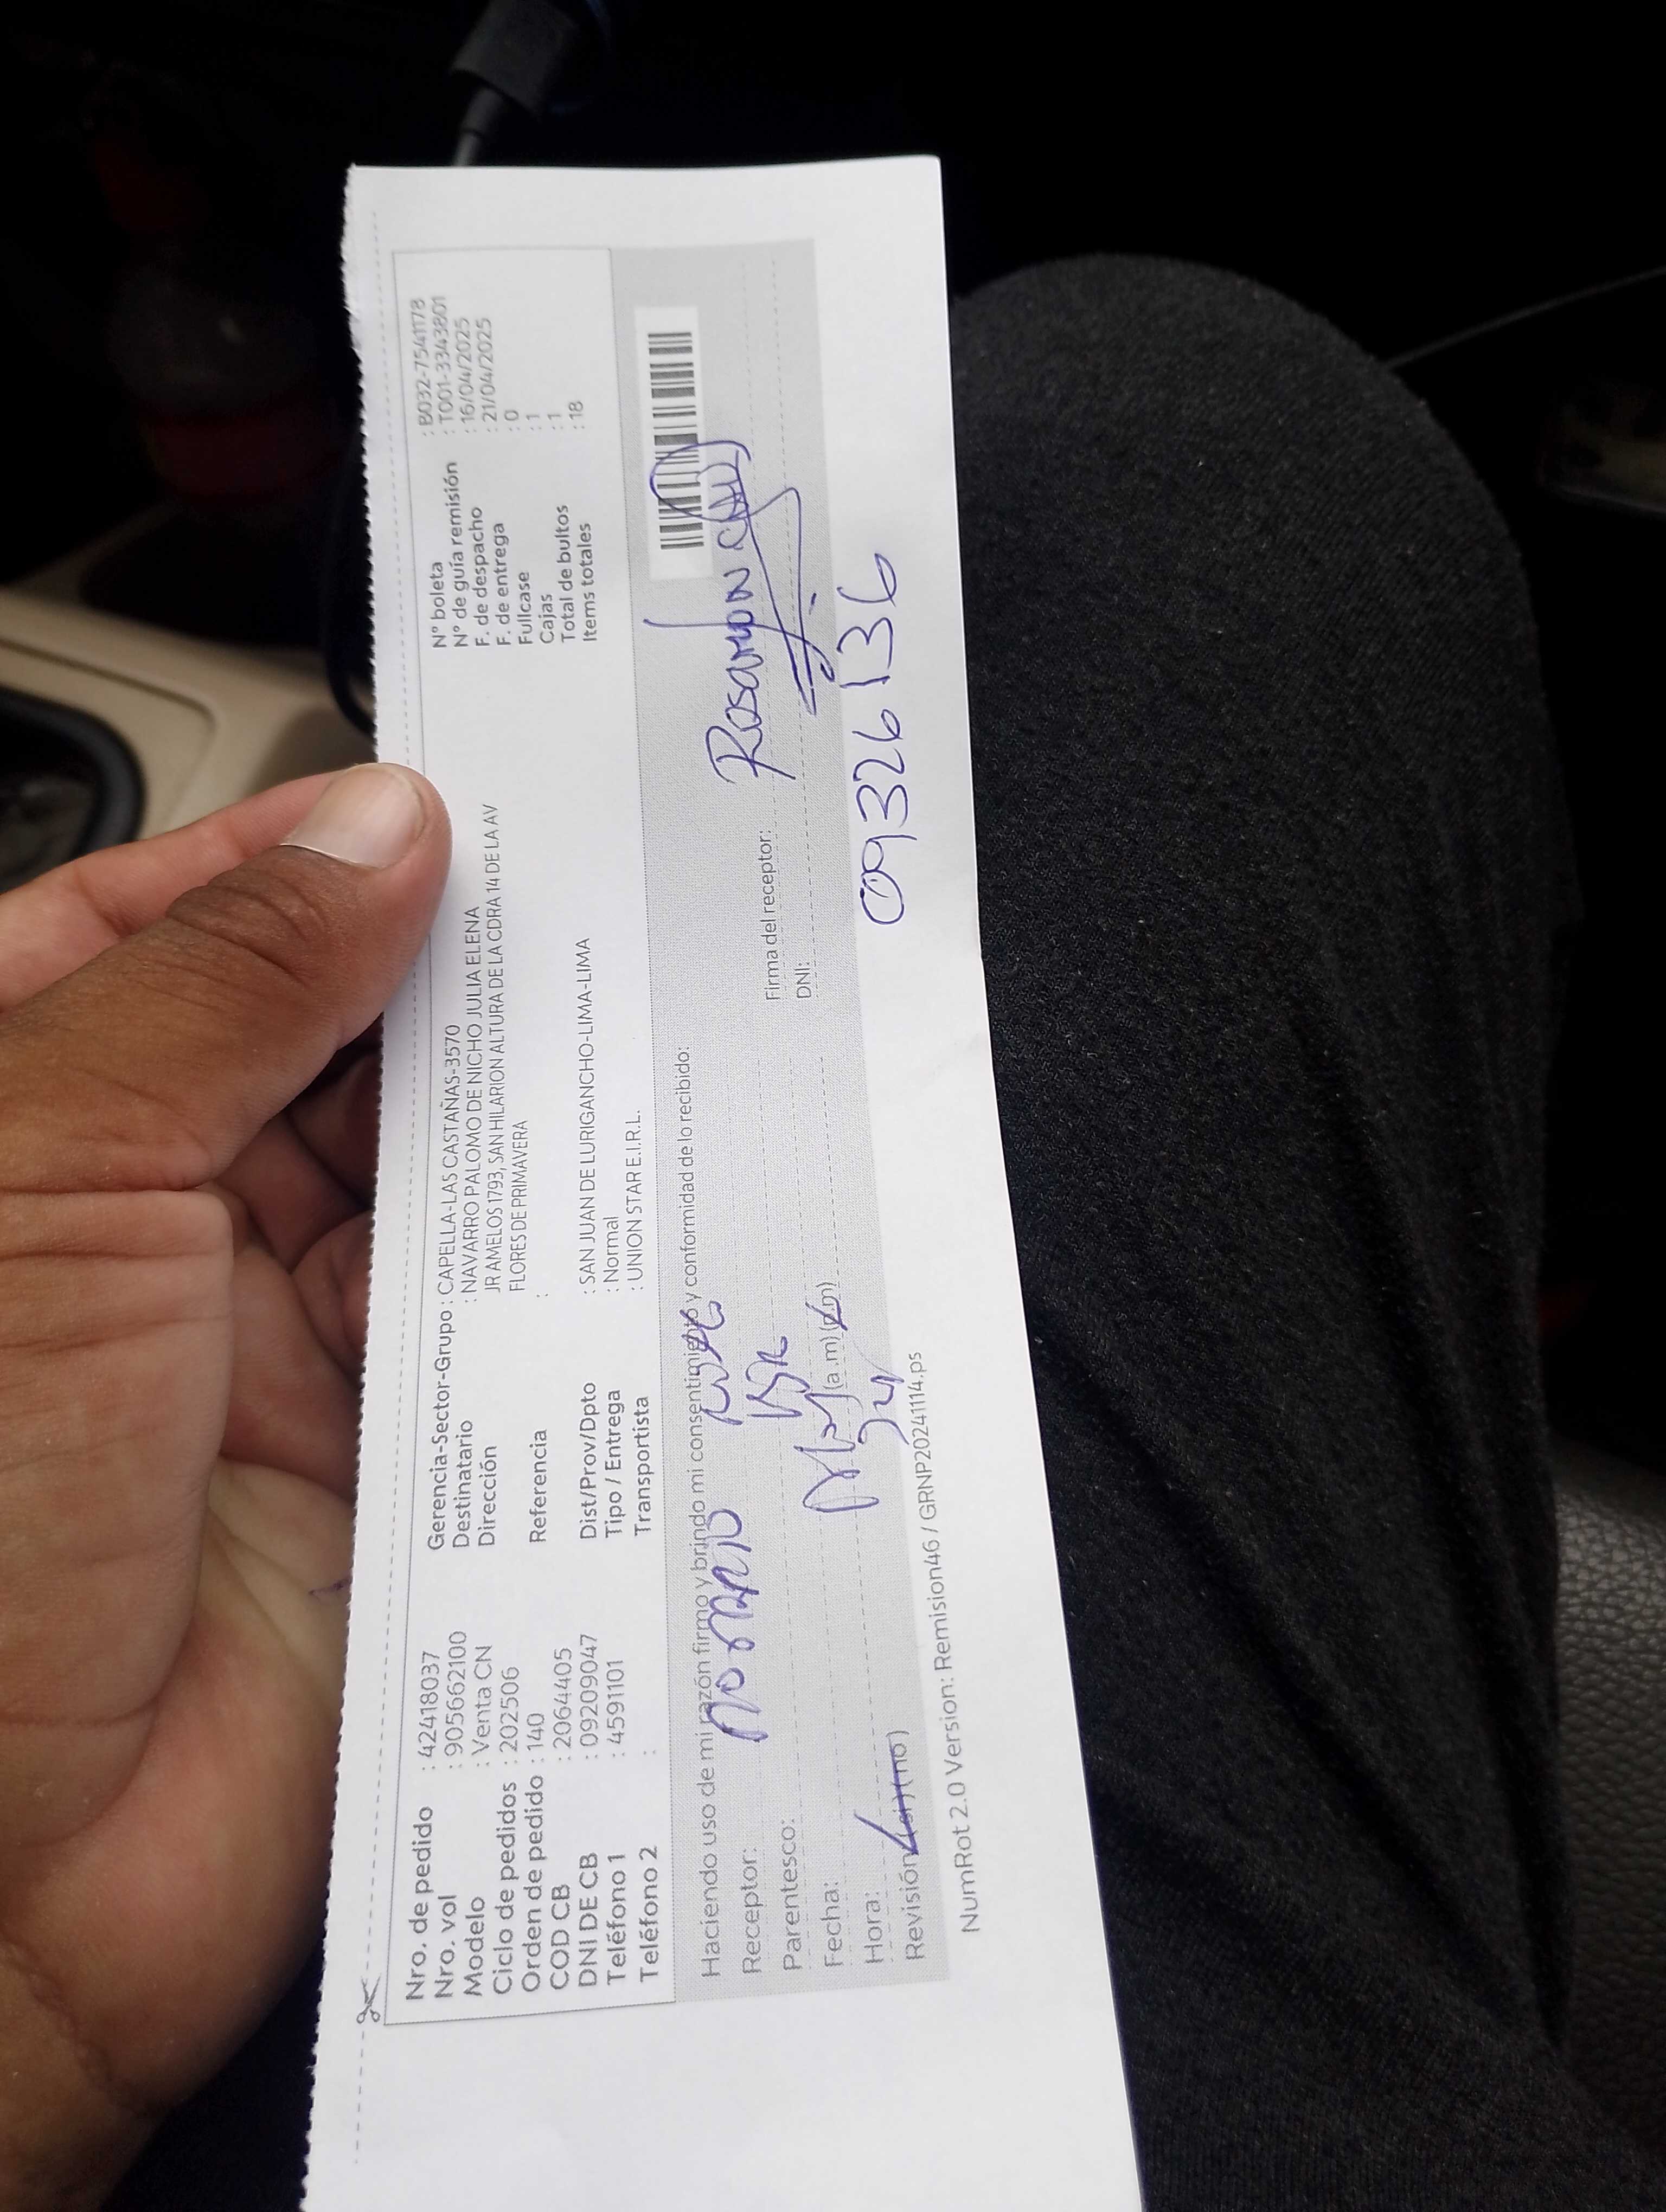 Nro. de pedido : 42418037
Nro. vol : 905662100
Modelo : Venta CN
Ciclo de pedidos : 202506
Orden de pedido : 140
COD CB : 2064405
DNI DE CB : 09209047
Teléfono 1 : 4591101
Teléfono 2 :
Gerencia-Sector-Grupo : CAPELLA-LAS CASTAÑAS-3570
Destinatario : NAVARRO PALOMO DE NICHO JULIA ELENA
Dirección JR AMELOS 1793, SAN HILARION ALTURA DE LA CDRA 14 DE LA AV
FLORES DE PRIMAVERA
Referencia :
Dist/Prov/Dpto : SAN JUAN DE LURIGANCHO-LIMA-LIMA
Tipo / Entrega : Normal
Transportista : UNION STAR E.I.R.L.
N° boleta : B032-7541178
N° de guía remisión : T001-3343801
F. de despacho : 16/04/2025
F. de entrega : 21/04/2025
Fullcase : 0
Cajas : 1
Total de bultos : 1
Items totales : 18
Haciendo uso de mi razón firmo y brindo mi consentimiento y conformidad de lo recibido:
Receptor:
Parentesco:
Fecha:
Hora: (a.m) (p.m)
Revisión (si) (no)
Firma del receptor:
DNI: 09326136
NumRot 2.0 Version: Remision46 / GRNP20241114.ps